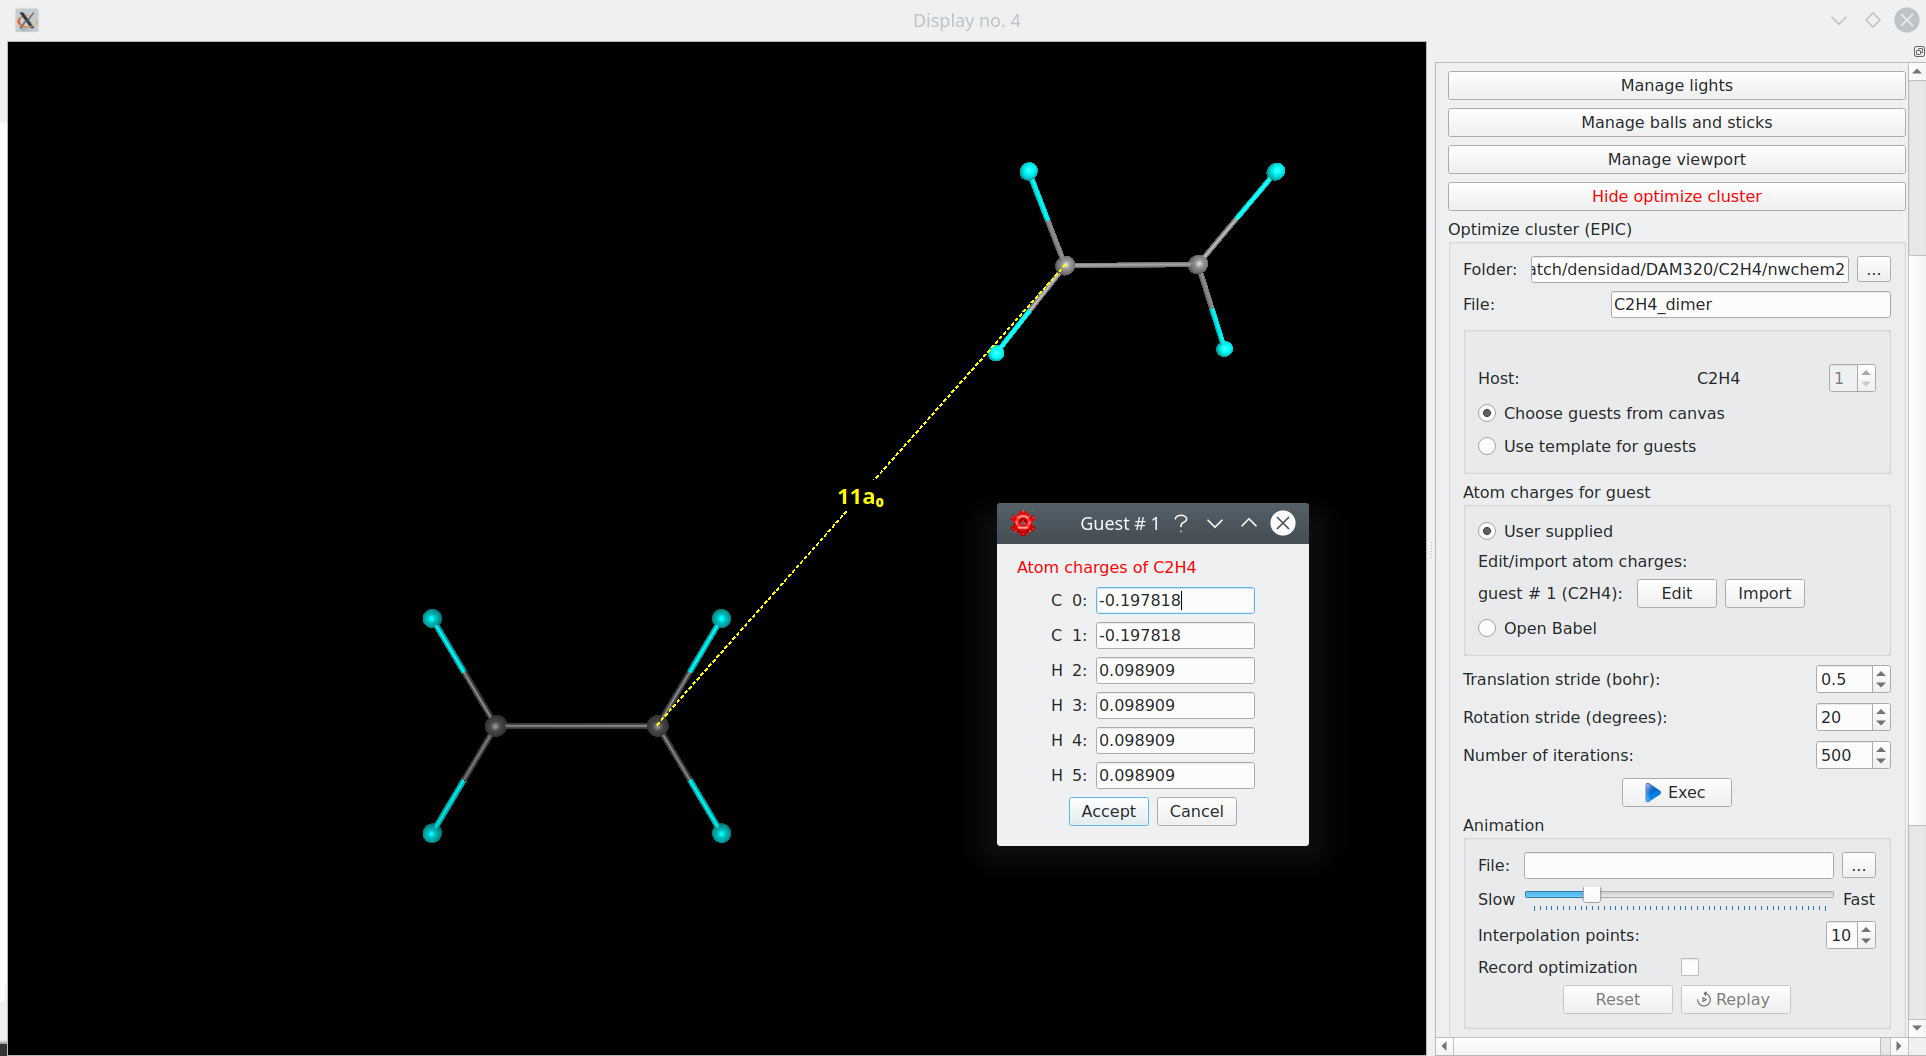 Display no. 4
11a₀
Guest # 1 ?
Atom charges of C2H4
C 0: -0.197818
C 1: -0.197818
H 2: 0.098909
H 3: 0.098909
H 4: 0.098909
H 5: 0.098909
Accept Cancel
Manage lights
Manage balls and sticks
Manage viewport
Hide optimize cluster
Optimize cluster (EPIC)
Folder: atch/densidad/DAM320/C2H4/nwchem2 ...
File: C2H4_dimer
Host: C2H4 1
Choose guests from canvas
Use template for guests
Atom charges for guest
User supplied
Edit/import atom charges:
guest # 1 (C2H4): Edit Import
Open Babel
Translation stride (bohr): 0.5
Rotation stride (degrees): 20
Number of iterations: 500
Exec
Animation
File: ...
Slow Fast
Interpolation points: 10
Record optimization
Reset Replay